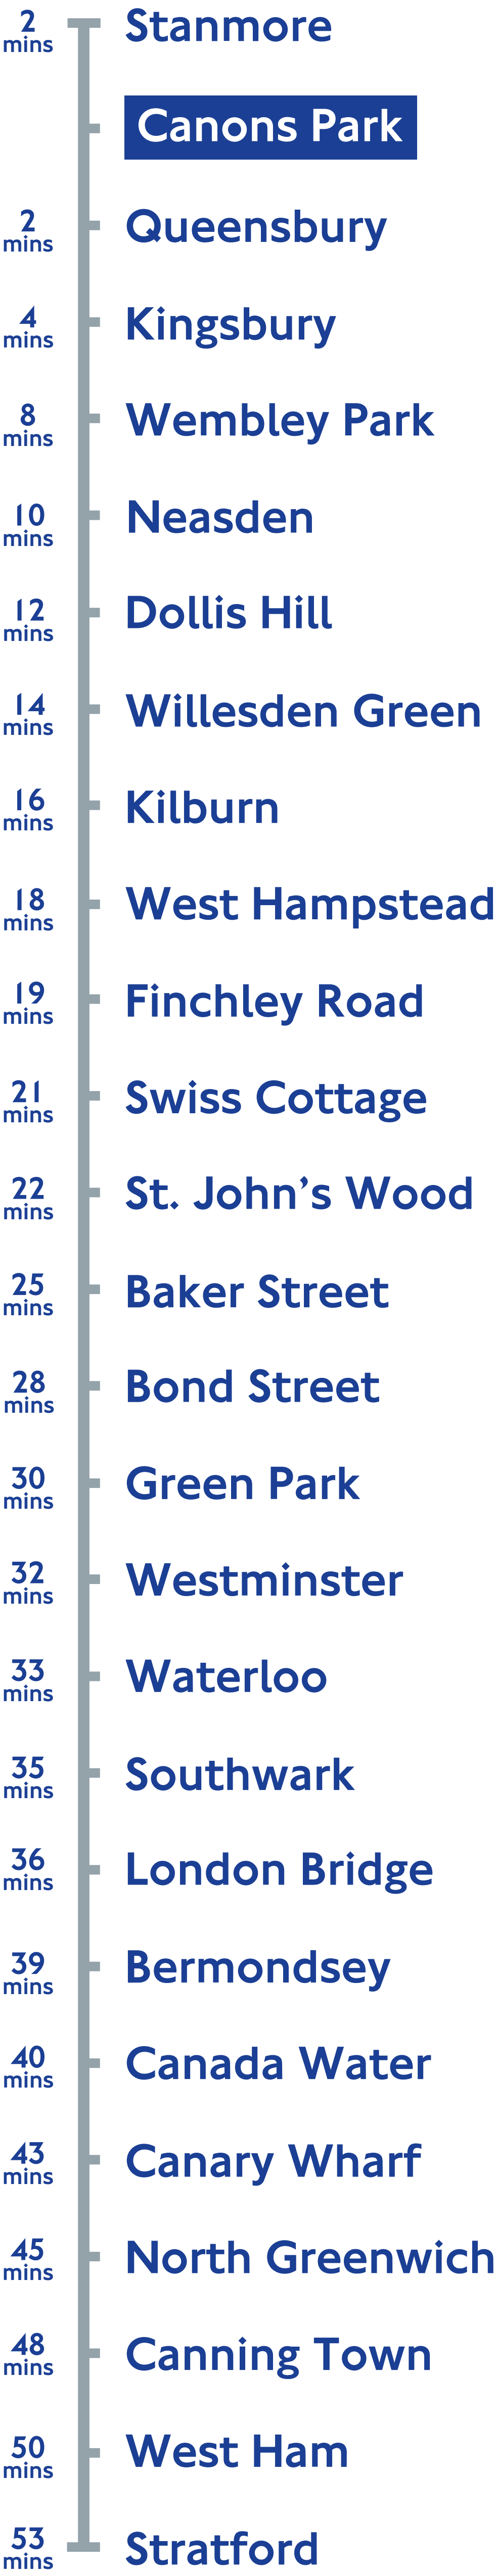 2 mins Stanmore
Canons Park
2 mins Queensbury
4 mins Kingsbury
8 mins Wembley Park
10 mins Neasden
12 mins Dollis Hill
14 mins Willesden Green
16 mins Kilburn
18 mins West Hampstead
19 mins Finchley Road
21 mins Swiss Cottage
22 mins St. John’s Wood
25 mins Baker Street
28 mins Bond Street
30 mins Green Park
32 mins Westminster
33 mins Waterloo
35 mins Southwark
36 mins London Bridge
39 mins Bermondsey
40 mins Canada Water
43 mins Canary Wharf
45 mins North Greenwich
48 mins Canning Town
50 mins West Ham
53 mins Stratford